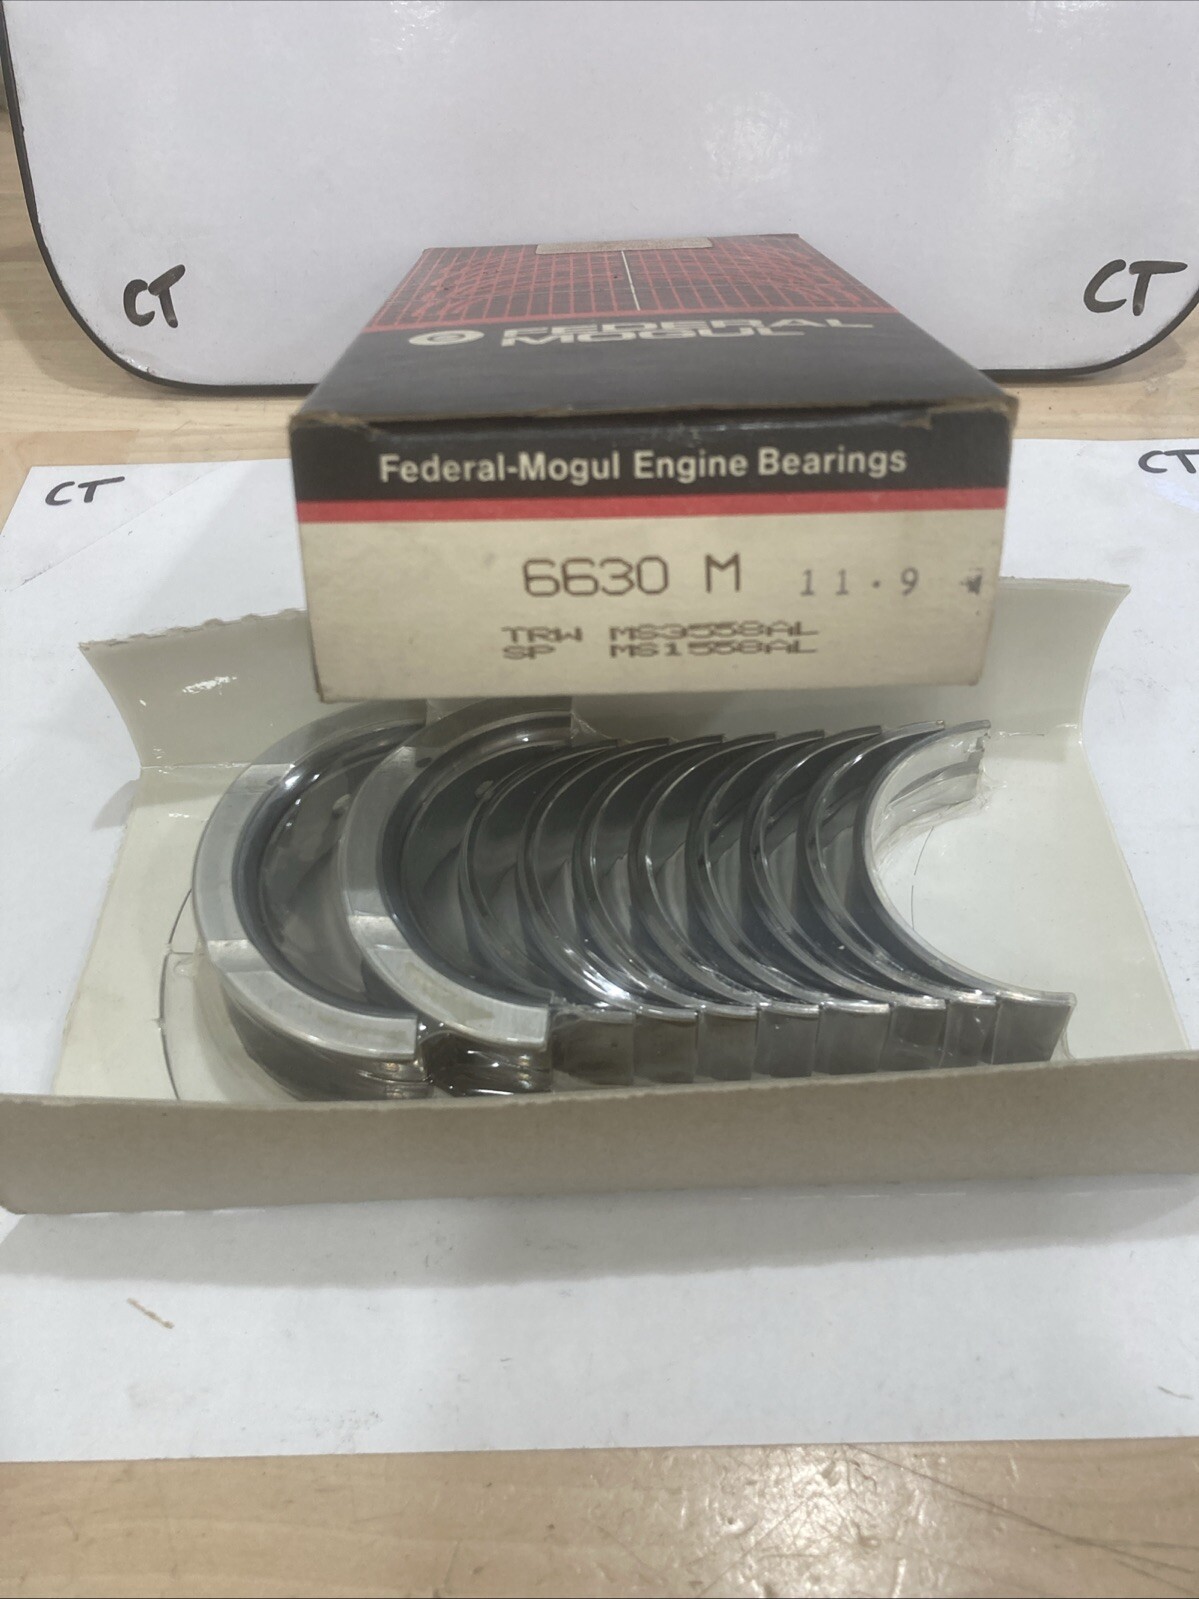 CT
CT
FEDERAL
MOGUL
CT
CT
Federal-Mogul Engine Bearings
6630 M 11·9
TRW MS3558AL
SP MS1558AL